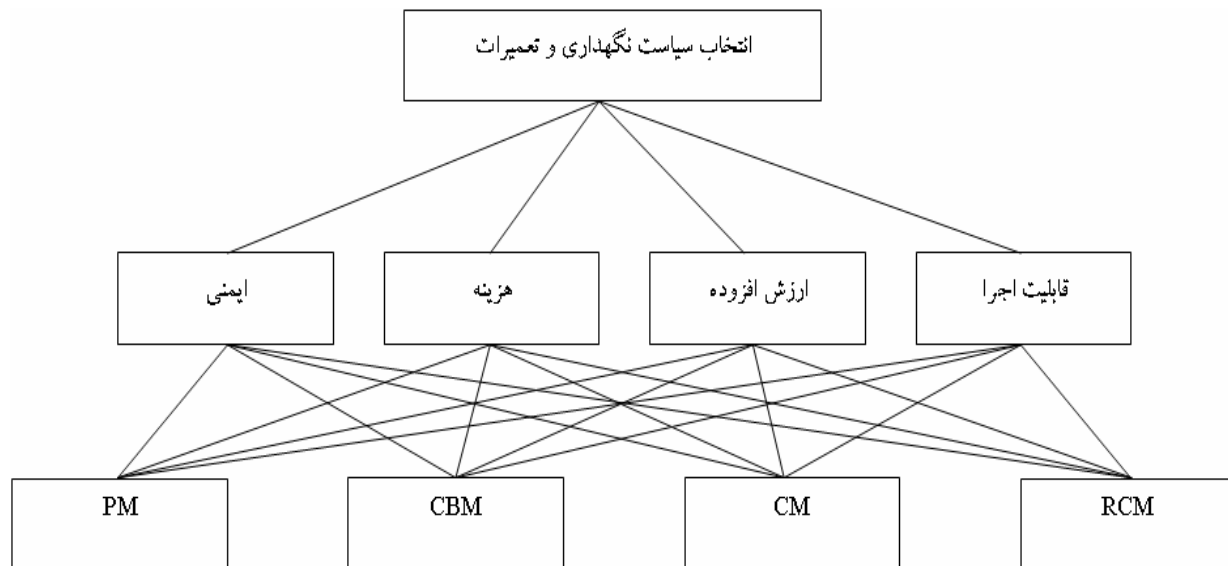 انتخاب سیاست نگهداری و تعمیرات
ایمنی
هزینه
ارزش افزوده
قابلیت اجرا
PM
CBM
CM
RCM